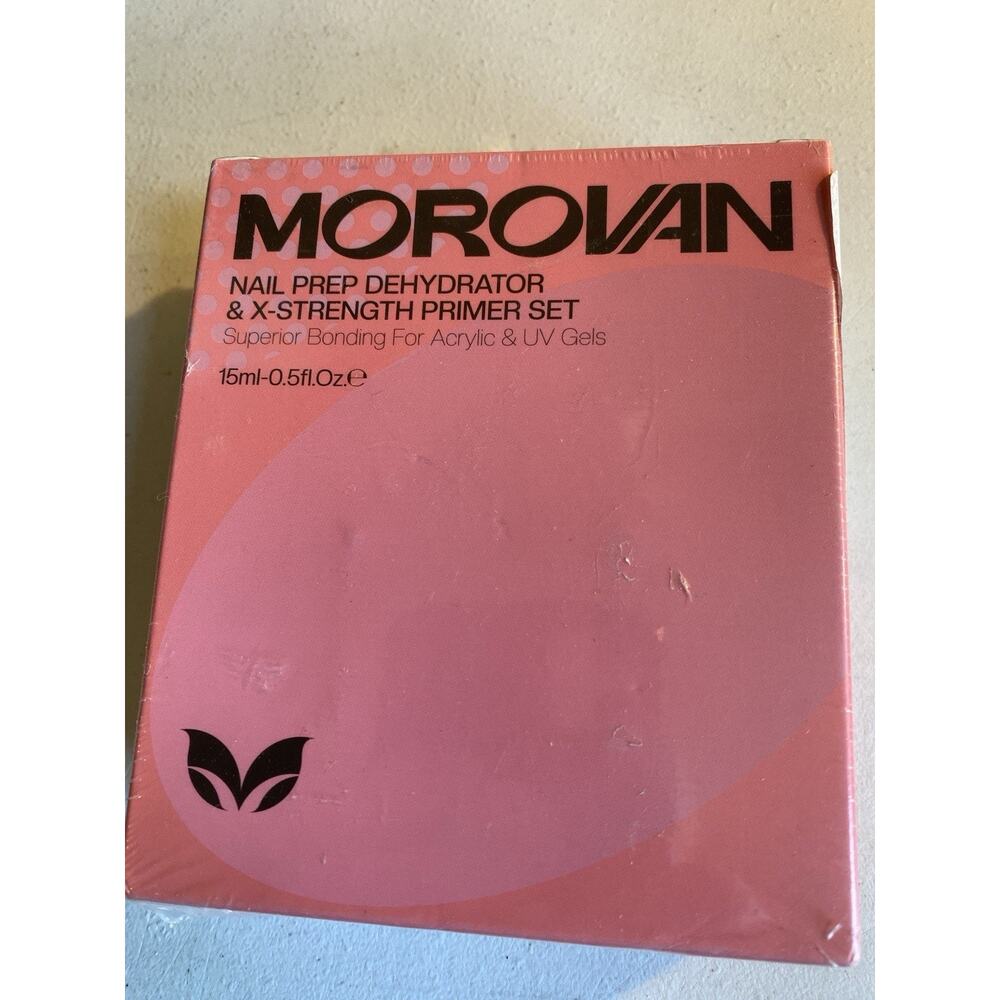 MOROVAN
NAIL PREP DEHYDRATOR
& X-STRENGTH PRIMER SET
Superior Bonding For Acrylic & UV Gels
15ml-0.5fl.Oz.℮